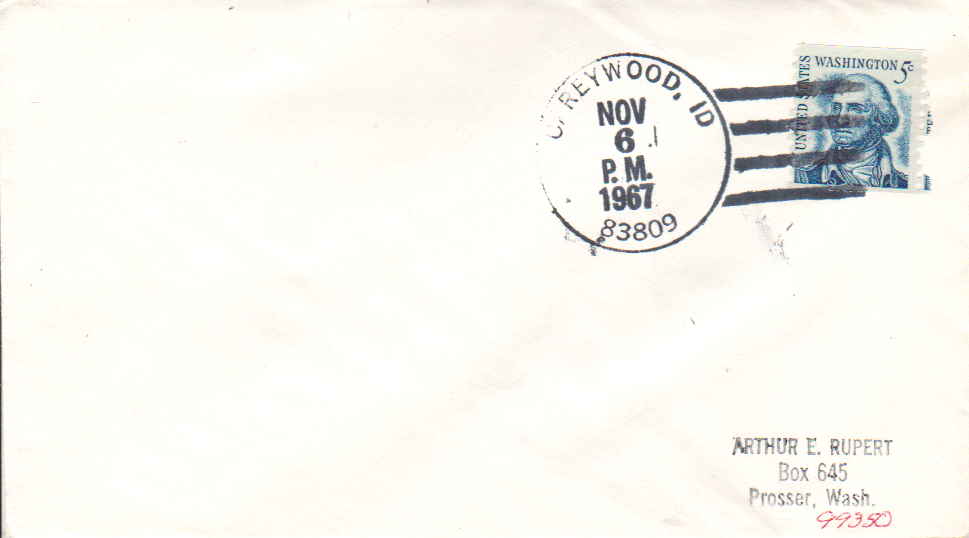 REYWOOD, ID
NOV
6
P.M.
1967
83809
UNITED STATES
WASHINGTON 5c
ARTHUR E. RUPERT
Box 645
Prosser, Wash.
99350